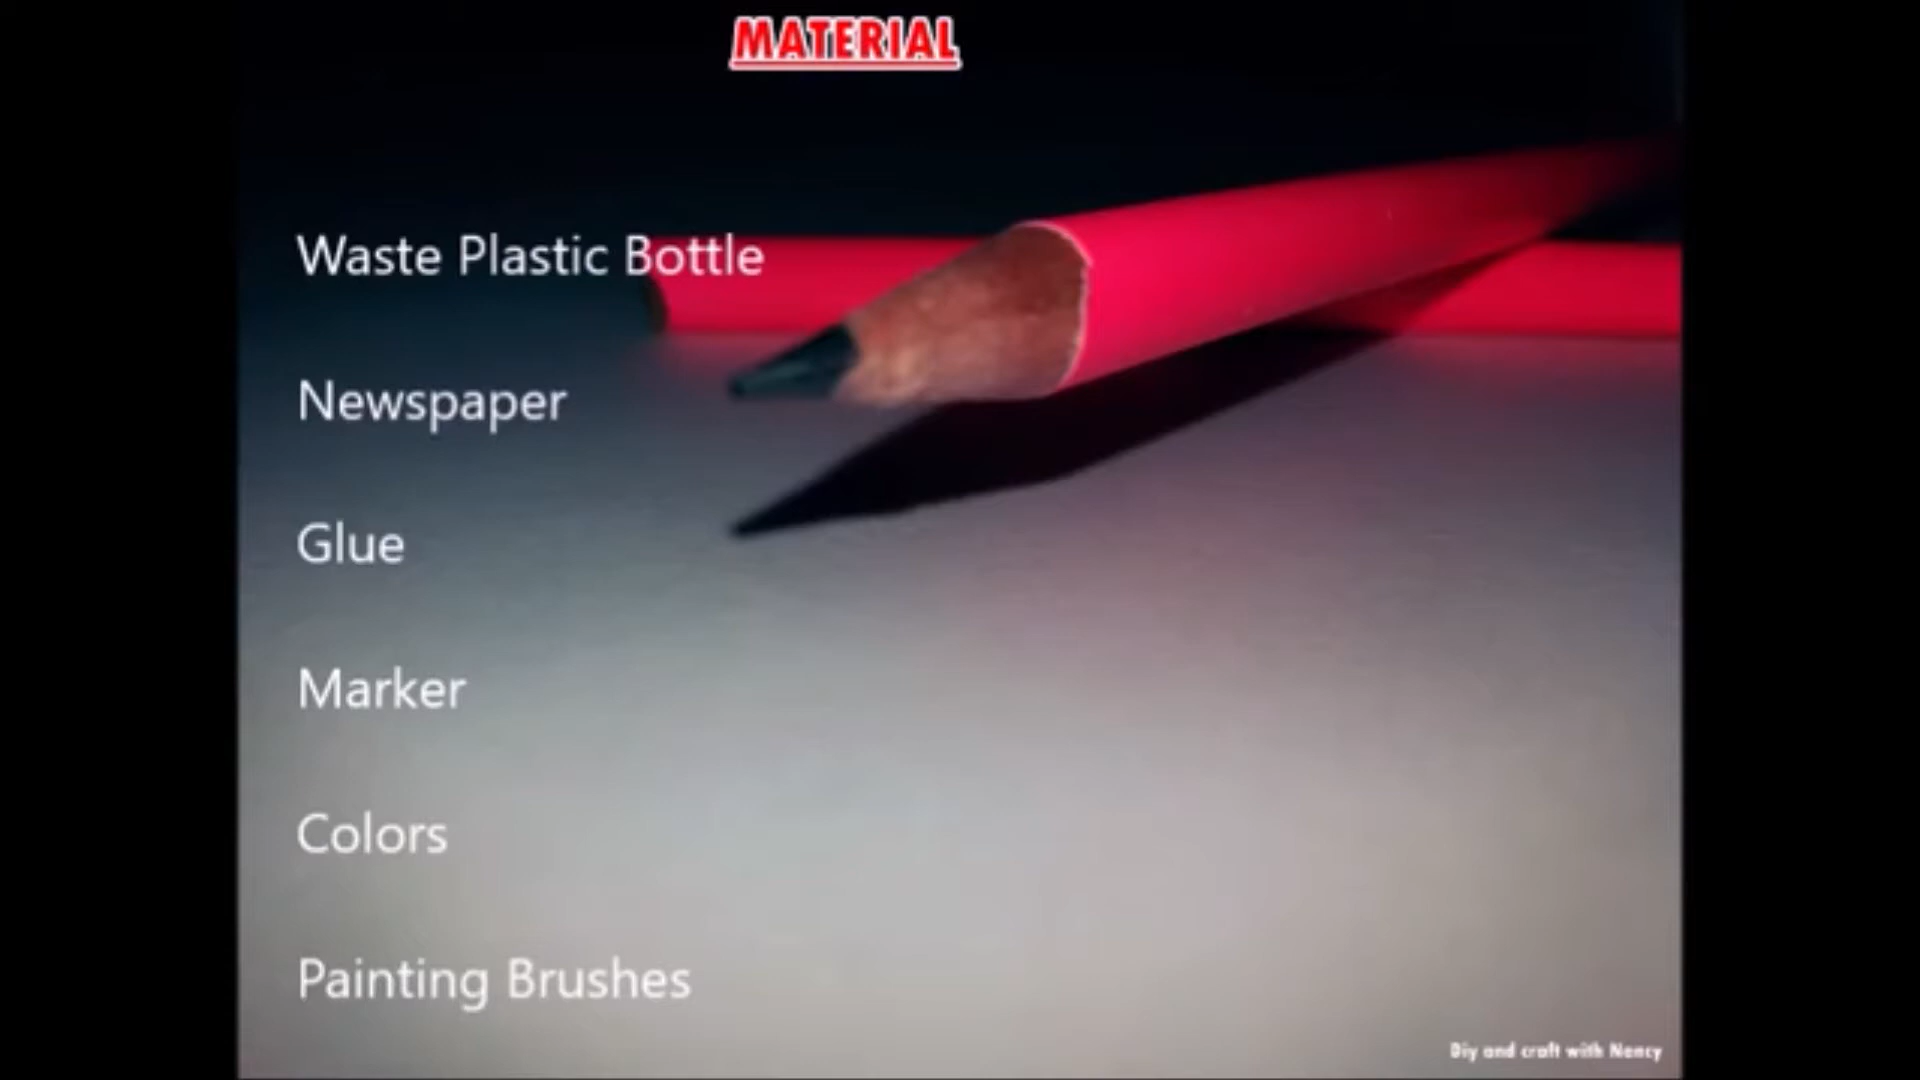 MATERIAL
Waste Plastic Bottle
Newspaper
Glue
Marker
Colors
Painting Brushes
Diy and craft with Nancy